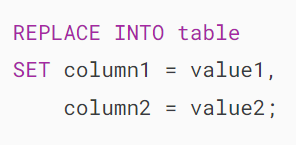 REPLACE INTO table
SET column1 = value1,
    column2 = value2;